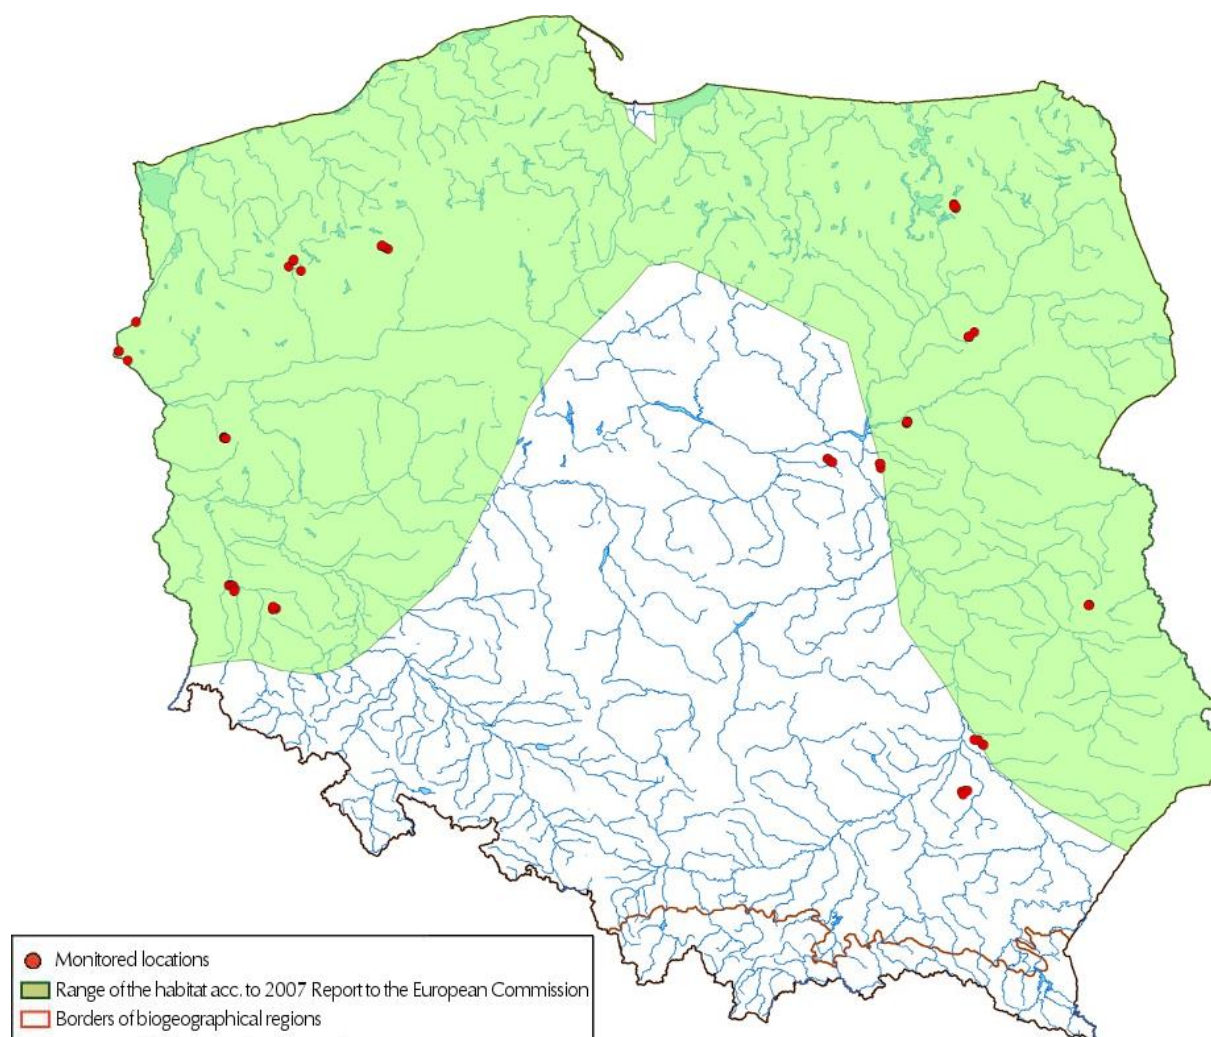 Monitored locations
Range of the habitat acc. to 2007 Report to the European Commission
Borders of biogeographical regions